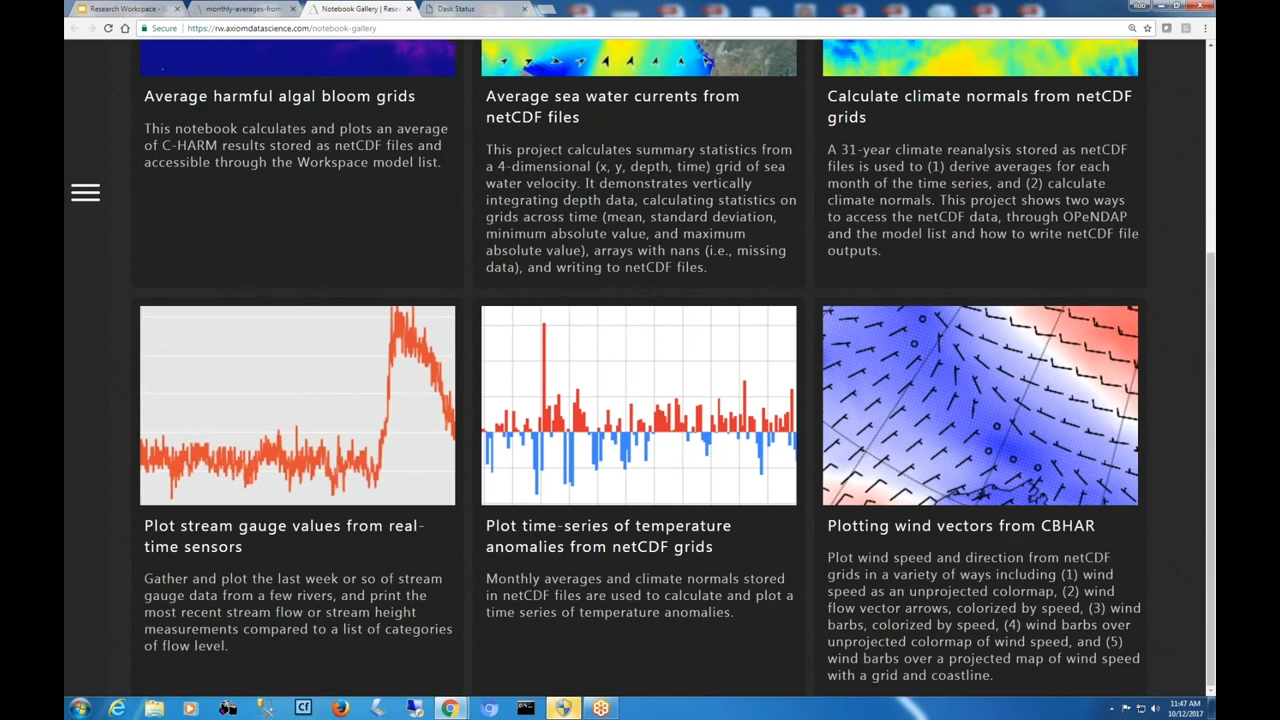 Research Workspace - G
monthly-averages-from
Notebook Gallery | Rese
Dask Status
Rob
Secure
https://rw.axiomdatascience.com/notebook-gallery
Average harmful algal bloom grids
This notebook calculates and plots an average
of C-HARM results stored as netCDF files and
accessible through the Workspace model list.
Average sea water currents from
netCDF files
This project calculates summary statistics from
a 4-dimensional (x, y, depth, time) grid of sea
water velocity. It demonstrates vertically
integrating depth data, calculating statistics on
grids across time (mean, standard deviation,
minimum absolute value, and maximum
absolute value), arrays with nans (i.e., missing
data), and writing to netCDF files.
Calculate climate normals from netCDF
grids
A 31-year climate reanalysis stored as netCDF
files is used to (1) derive averages for each
month of the time series, and (2) calculate
climate normals. This project shows two ways
to access the netCDF data, through OPeNDAP
and the model list and how to write netCDF file
outputs.
Plot stream gauge values from real-
time sensors
Gather and plot the last week or so of stream
gauge data from a few rivers, and print the
most recent stream flow or stream height
measurements compared to a list of categories
of flow level.
Plot time-series of temperature
anomalies from netCDF grids
Monthly averages and climate normals stored
in netCDF files are used to calculate and plot a
time series of temperature anomalies.
Plotting wind vectors from CBHAR
Plot wind speed and direction from netCDF
grids in a variety of ways including (1) wind
speed as an unprojected colormap, (2) wind
flow vector arrows, colorized by speed, (3) wind
barbs, colorized by speed, (4) wind barbs over
unprojected colormap of wind speed, and (5)
wind barbs over a projected map of wind speed
with a grid and coastline.
Cf
11:47 AM
10/12/2017